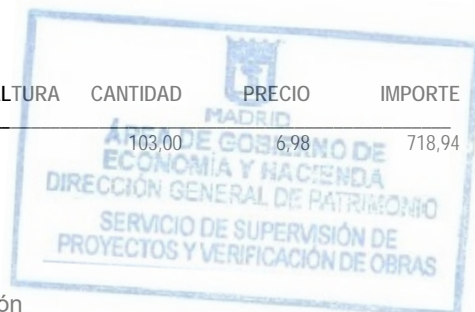 LTURA CANTIDAD PRECIO IMPORTE
MADRID
103,00 6,98 718,94
ÁREA DE GOBIERNO DE
ECONOMÍA Y HACIENDA
DIRECCIÓN GENERAL DE PATRIMONIO
SERVICIO DE SUPERVISIÓN DE
PROYECTOS Y VERIFICACIÓN DE OBRAS
ón